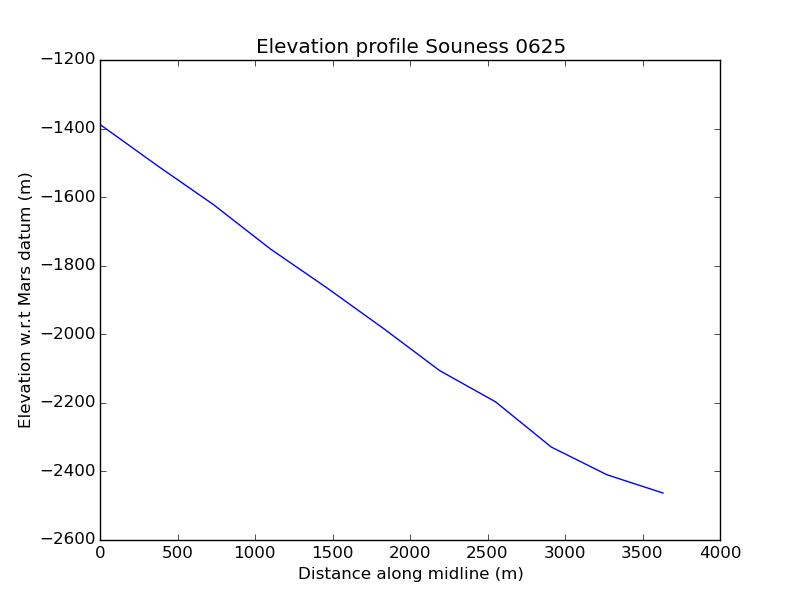 Elevation profile Souness 0625
−1200
−1400
−1600
−1800
−2000
−2200
−2400
−2600
Elevation w.r.t Mars datum (m)
0 500 1000 1500 2000 2500 3000 3500 4000
Distance along midline (m)